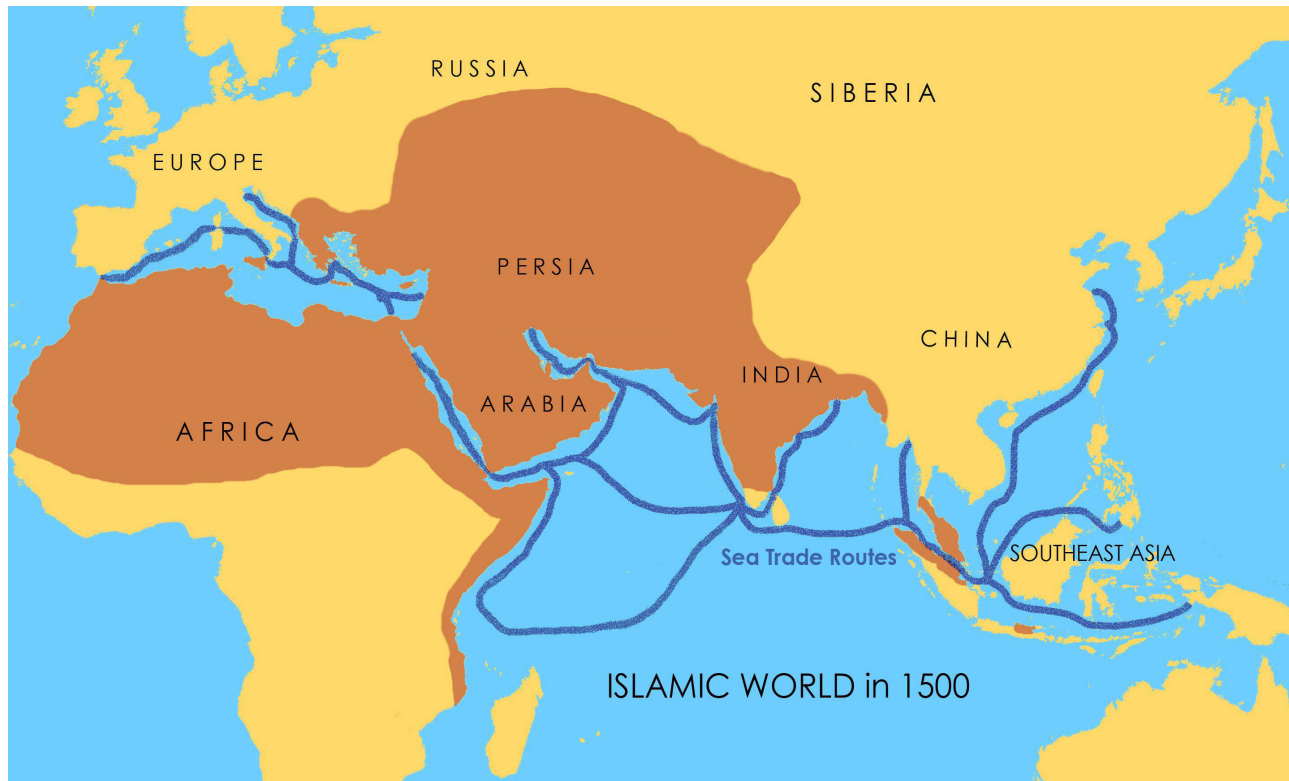 RUSSIA
SIBERIA
EUROPE
PERSIA
CHINA
INDIA
ARABIA
AFRICA
SOUTHEAST ASIA
Sea Trade Routes
ISLAMIC WORLD in 1500